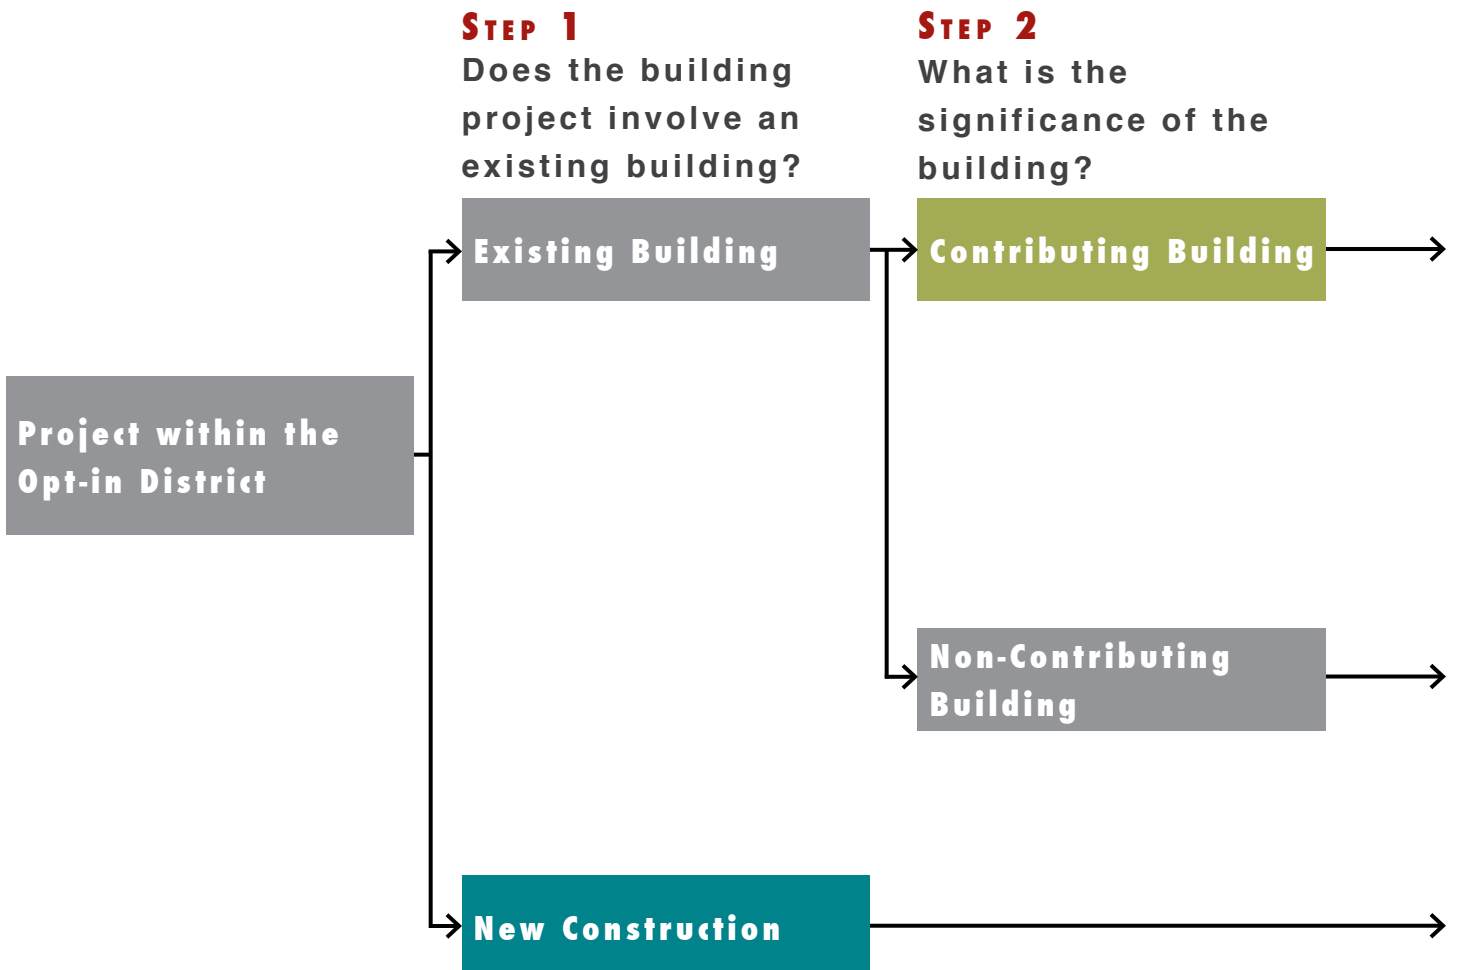 STEP 1
Does the building
project involve an
existing building?
STEP 2
What is the
significance of the
building?
Existing Building
Contributing Building
Project within the
Opt-in District
Non-Contributing
Building
New Construction